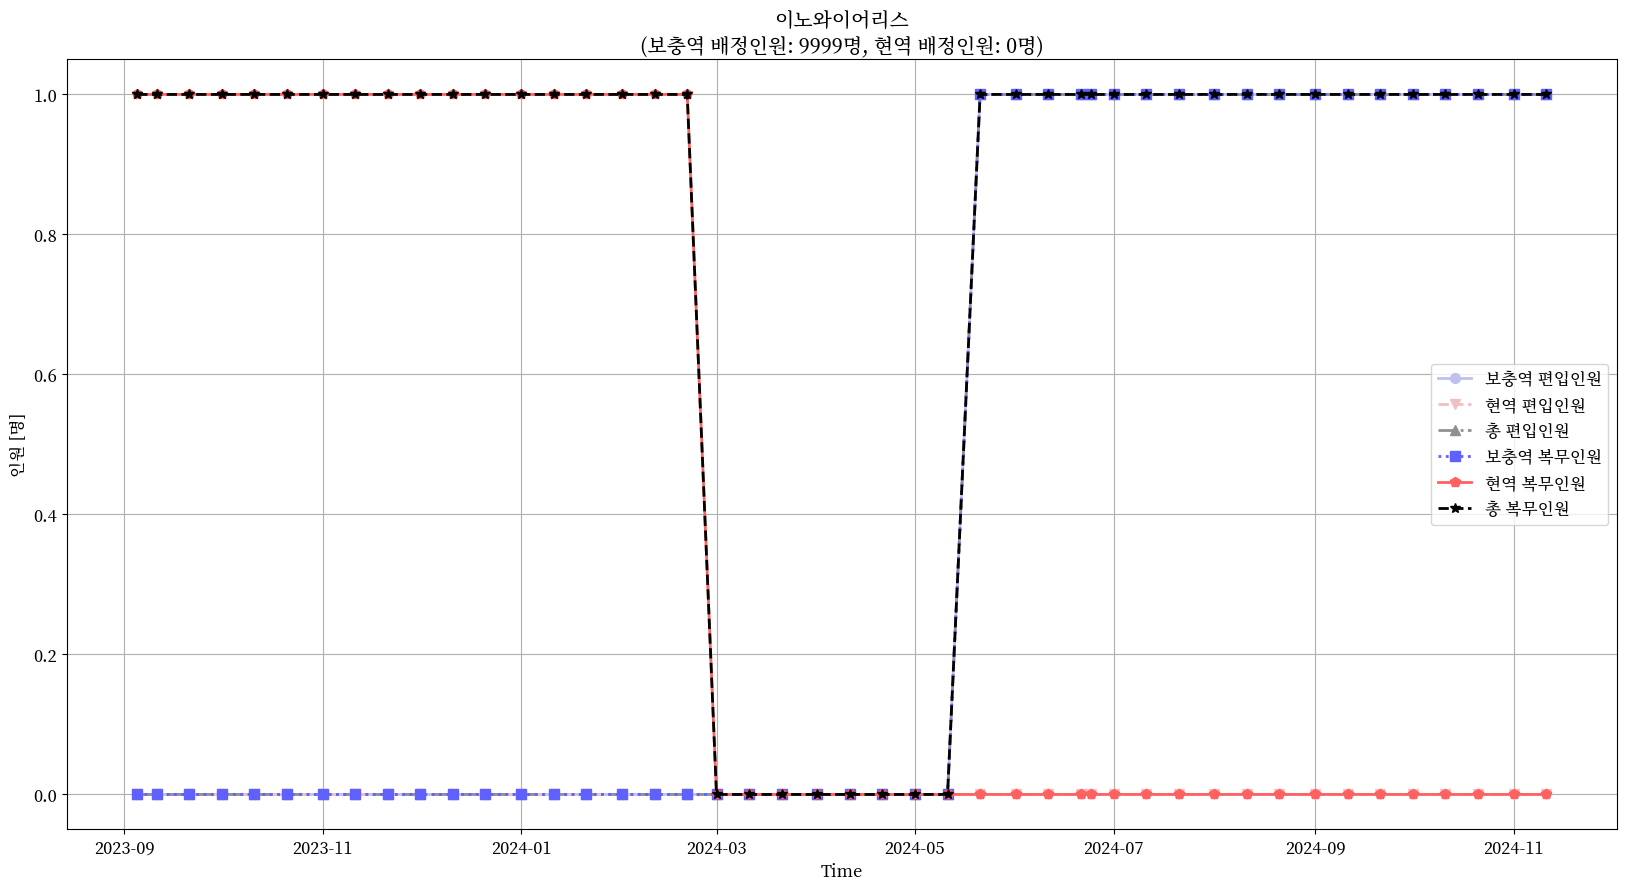 이노와이어리스
(보충역 배정인원: 9999명, 현역 배정인원: 0명)
1.0
0.8
0.6
0.4
0.2
0.0
인원 [명]
보충역 편입인원
현역 편입인원
총 편입인원
보충역 복무인원
현역 복무인원
총 복무인원
2023-09
2023-11
2024-01
2024-03
2024-05
2024-07
2024-09
2024-11
Time